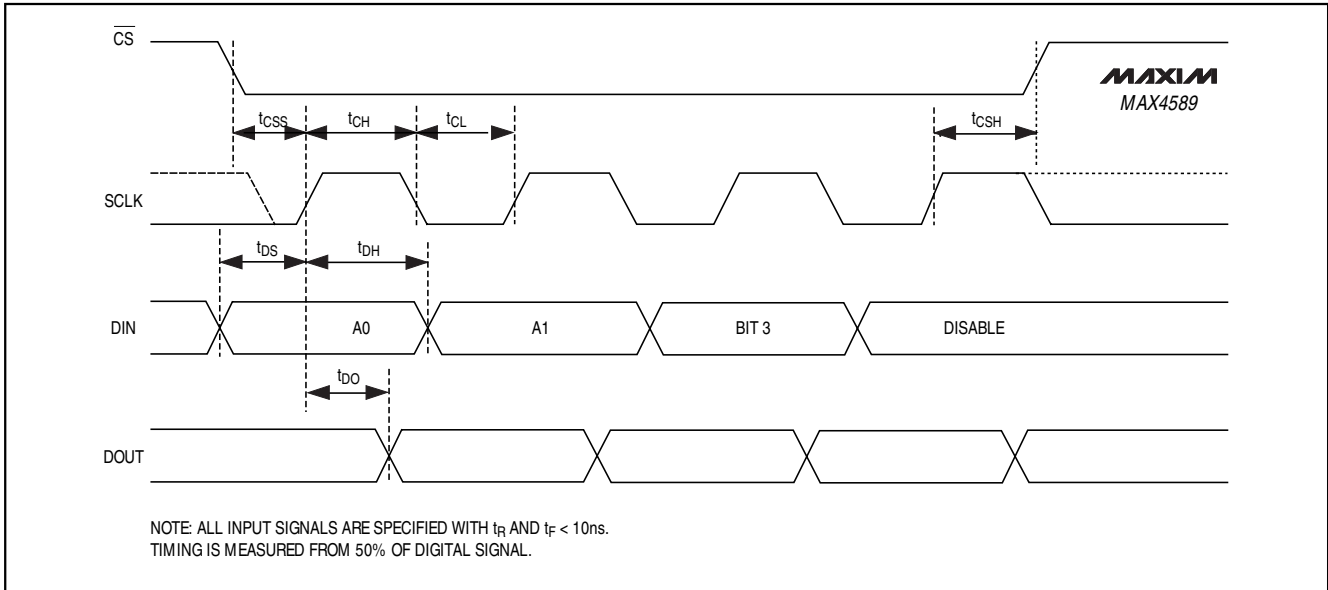 CS
MAXIM
MAX4589
tCSS tCH tCL tCSH
SCLK
tDS tDH
DIN A0 A1 BIT 3 DISABLE
tDO
DOUT
NOTE: ALL INPUT SIGNALS ARE SPECIFIED WITH tR AND tF < 10ns.
TIMING IS MEASURED FROM 50% OF DIGITAL SIGNAL.